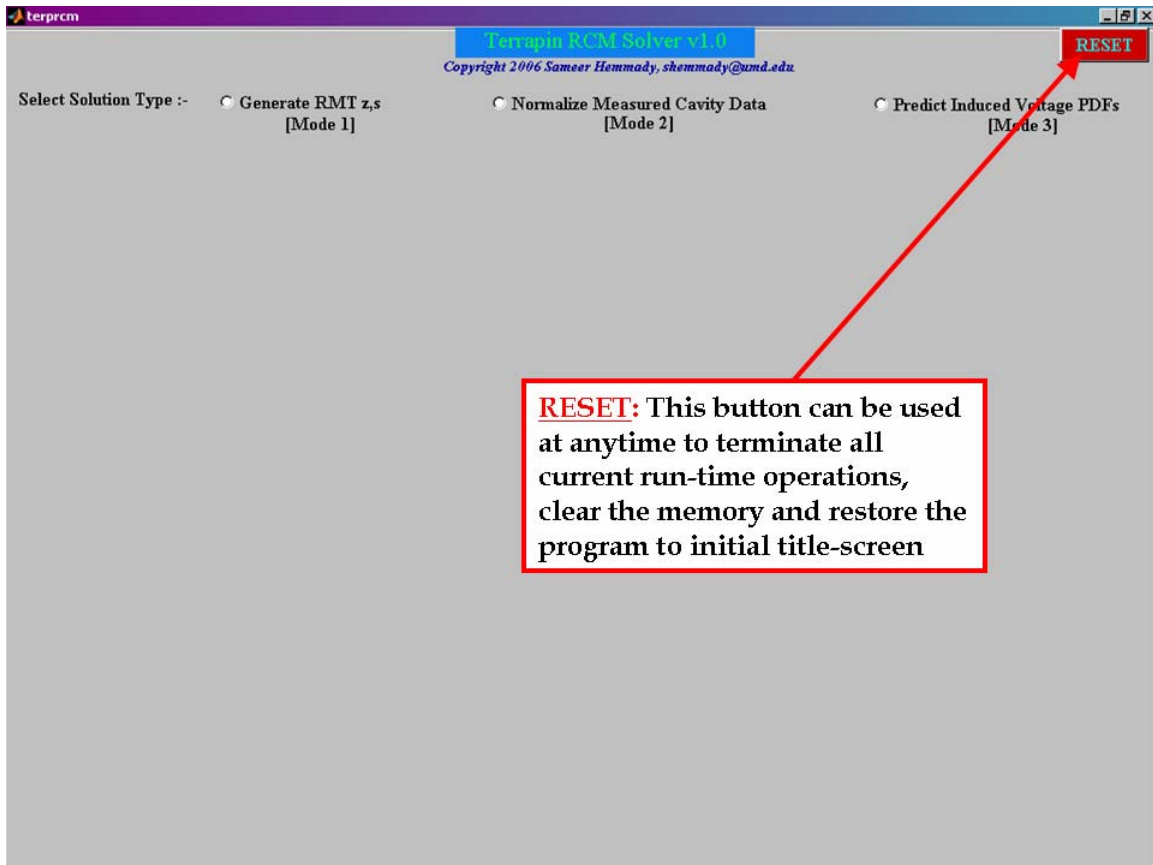 terprcm
Terrapin RCM Solver v1.0
RESET
Copyright 2006 Sameer Hemmady, shemmady@umd.edu
Select Solution Type :-
Generate RMT z,s
[Mode 1]
Normalize Measured Cavity Data
[Mode 2]
Predict Induced Voltage PDFs
[Mode 3]
RESET: This button can be used
at anytime to terminate all
current run-time operations,
clear the memory and restore the
program to initial title-screen